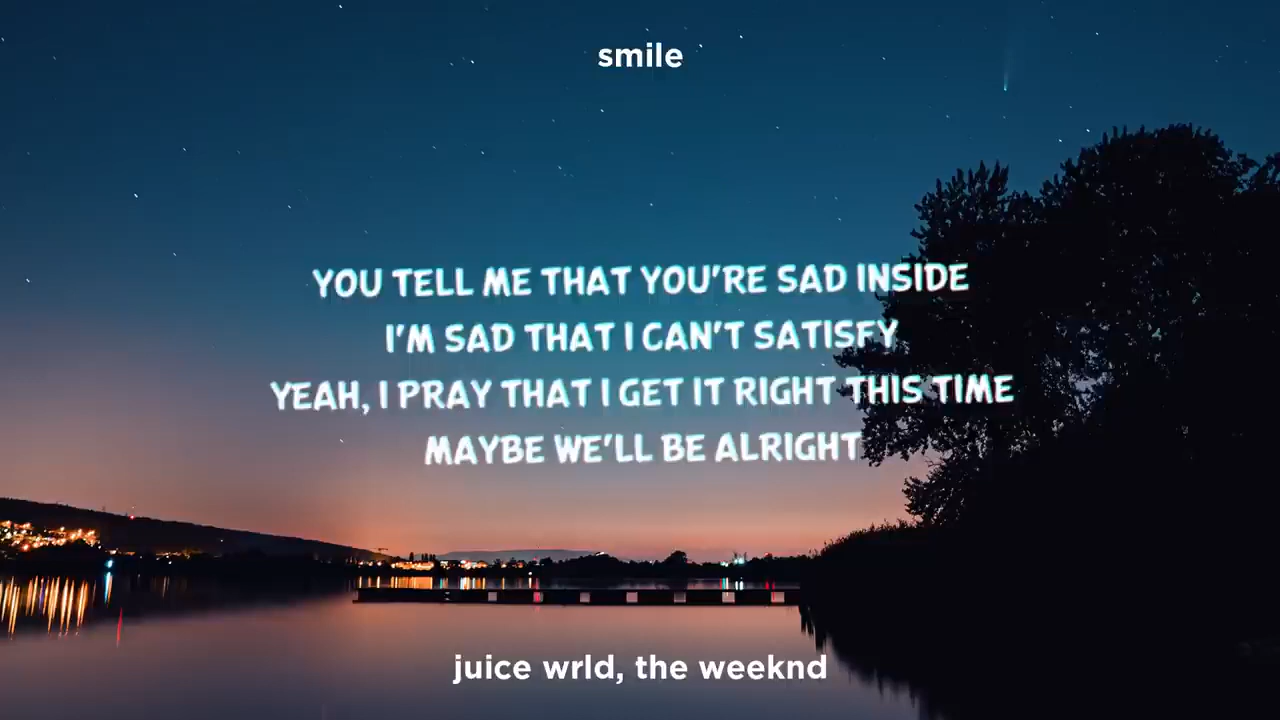 smile
YOU TELL ME THAT YOU'RE SAD INSIDE
I'M SAD THAT I CAN'T SATISFY
YEAH, I PRAY THAT I GET IT RIGHT THIS TIME
MAYBE WE'LL BE ALRIGHT
juice wrld, the weeknd